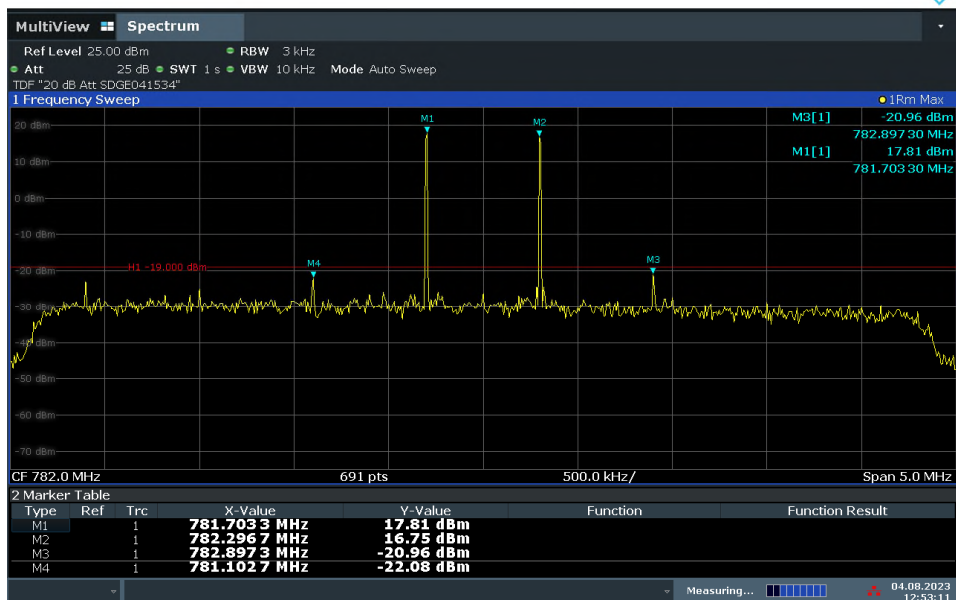 MultiView Spectrum
Ref Level 25.00 dBm RBW 3 kHz
Att 25 dB SWT 1 s VBW 10 kHz Mode Auto Sweep
TDF "20 dB Att SDGE041534"
1 Frequency Sweep 1Rm Max
M3[1] -20.96 dBm
782.89730 MHz
M1[1] 17.81 dBm
781.70330 MHz
M1
M2
20 dBm
10 dBm
0 dBm
-10 dBm
H1 -19.000 dBm
M4
M3
-20 dBm
-30 dBm
-40 dBm
-50 dBm
-60 dBm
-70 dBm
CF 782.0 MHz 691 pts 500.0 kHz/ Span 5.0 MHz
2 Marker Table
Type Ref Trc X-Value Y-Value Function Function Result
M1 1 781.7033 MHz 17.81 dBm
M2 1 782.2967 MHz 16.75 dBm
M3 1 782.8973 MHz -20.96 dBm
M4 1 781.1027 MHz -22.08 dBm
Measuring... 04.08.2023
12:53:11